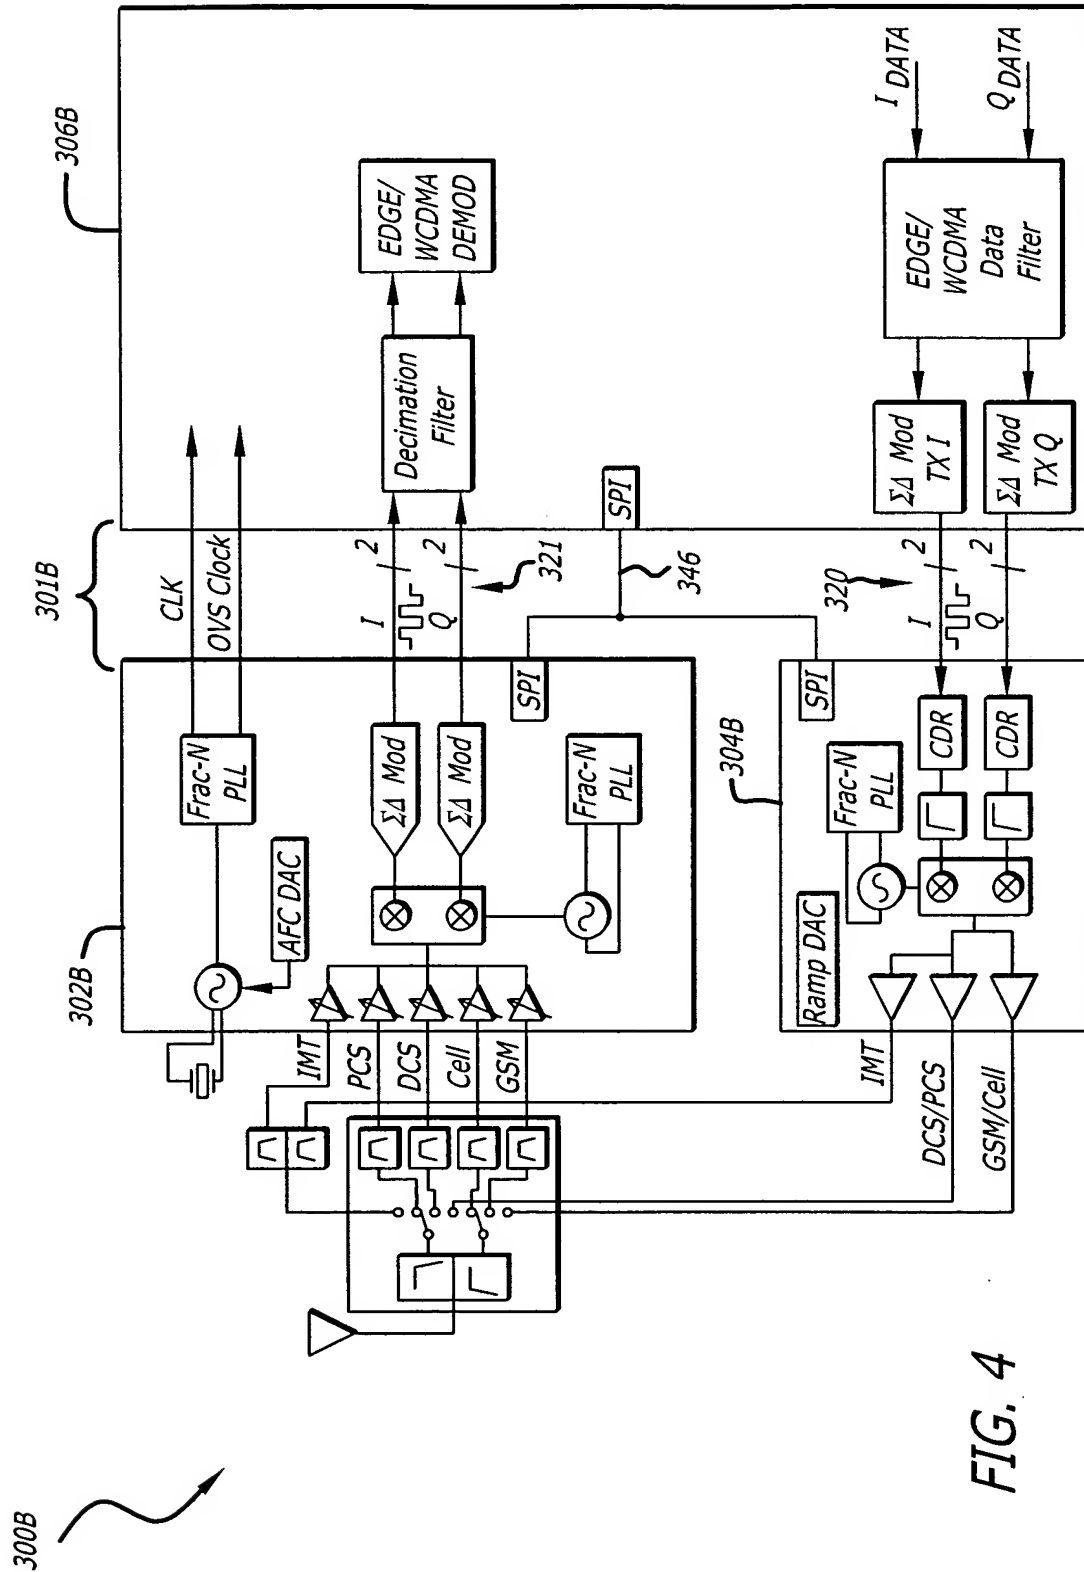 300B
301B
306B
302B
CLK
OVS Clock
Frac-N
PLL
AFC DAC
I
2
Q
2
321
ΣΔ Mod
ΣΔ Mod
Decimation
Filter
EDGE/
WCDMA
DEMOD
Frac-N
PLL
SPI
SPI
346
IMT
PCS
DCS
Cell
GSM
304B
SPI
Ramp DAC
Frac-N
PLL
CDR
CDR
320
I
2
Q
2
ΣΔ Mod
TX I
ΣΔ Mod
TX Q
EDGE/
WCDMA
Data
Filter
I DATA
Q DATA
IMT
DCS/PCS
GSM/Cell
FIG. 4